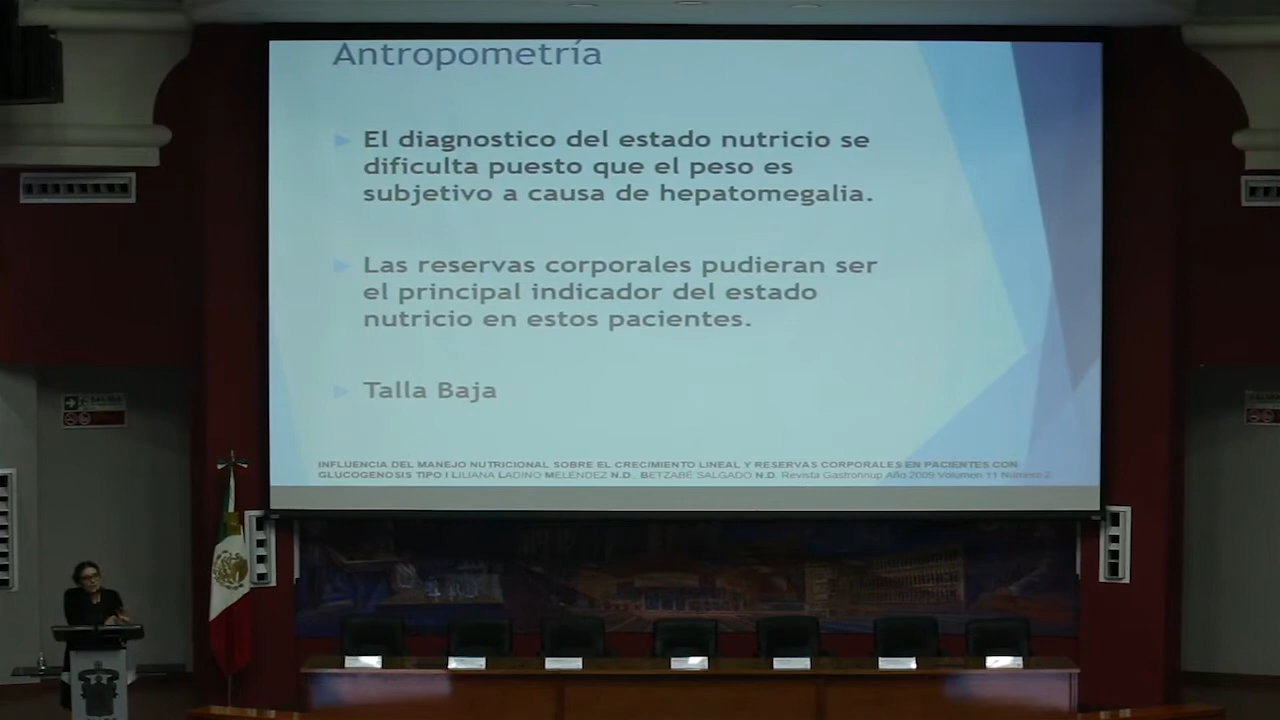 Antropometría
El diagnostico del estado nutricio se
dificulta puesto que el peso es
subjetivo a causa de hepatomegalia.
Las reservas corporales pudieran ser
el principal indicador del estado
nutricio en estos pacientes.
Talla Baja
INFLUENCIA DEL MANEJO NUTRICIONAL SOBRE EL CRECIMIENTO LINEAL Y RESERVAS CORPORALES EN PACIENTES CON
GLUCOGENOSIS TIPO I LILIANA LADINO MELÉNDEZ N.D., BETZABÉ SALGADO N.D. Revista Gastronnup Año 2009 Volumen 11 Número 2